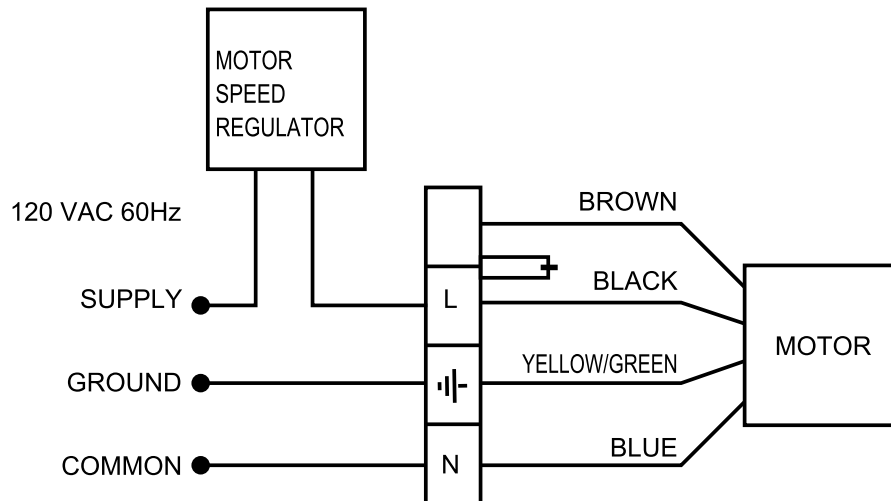 MOTOR
SPEED
REGULATOR
120 VAC 60Hz
BROWN
SUPPLY
L
BLACK
MOTOR
GROUND
YELLOW/GREEN
COMMON
N
BLUE